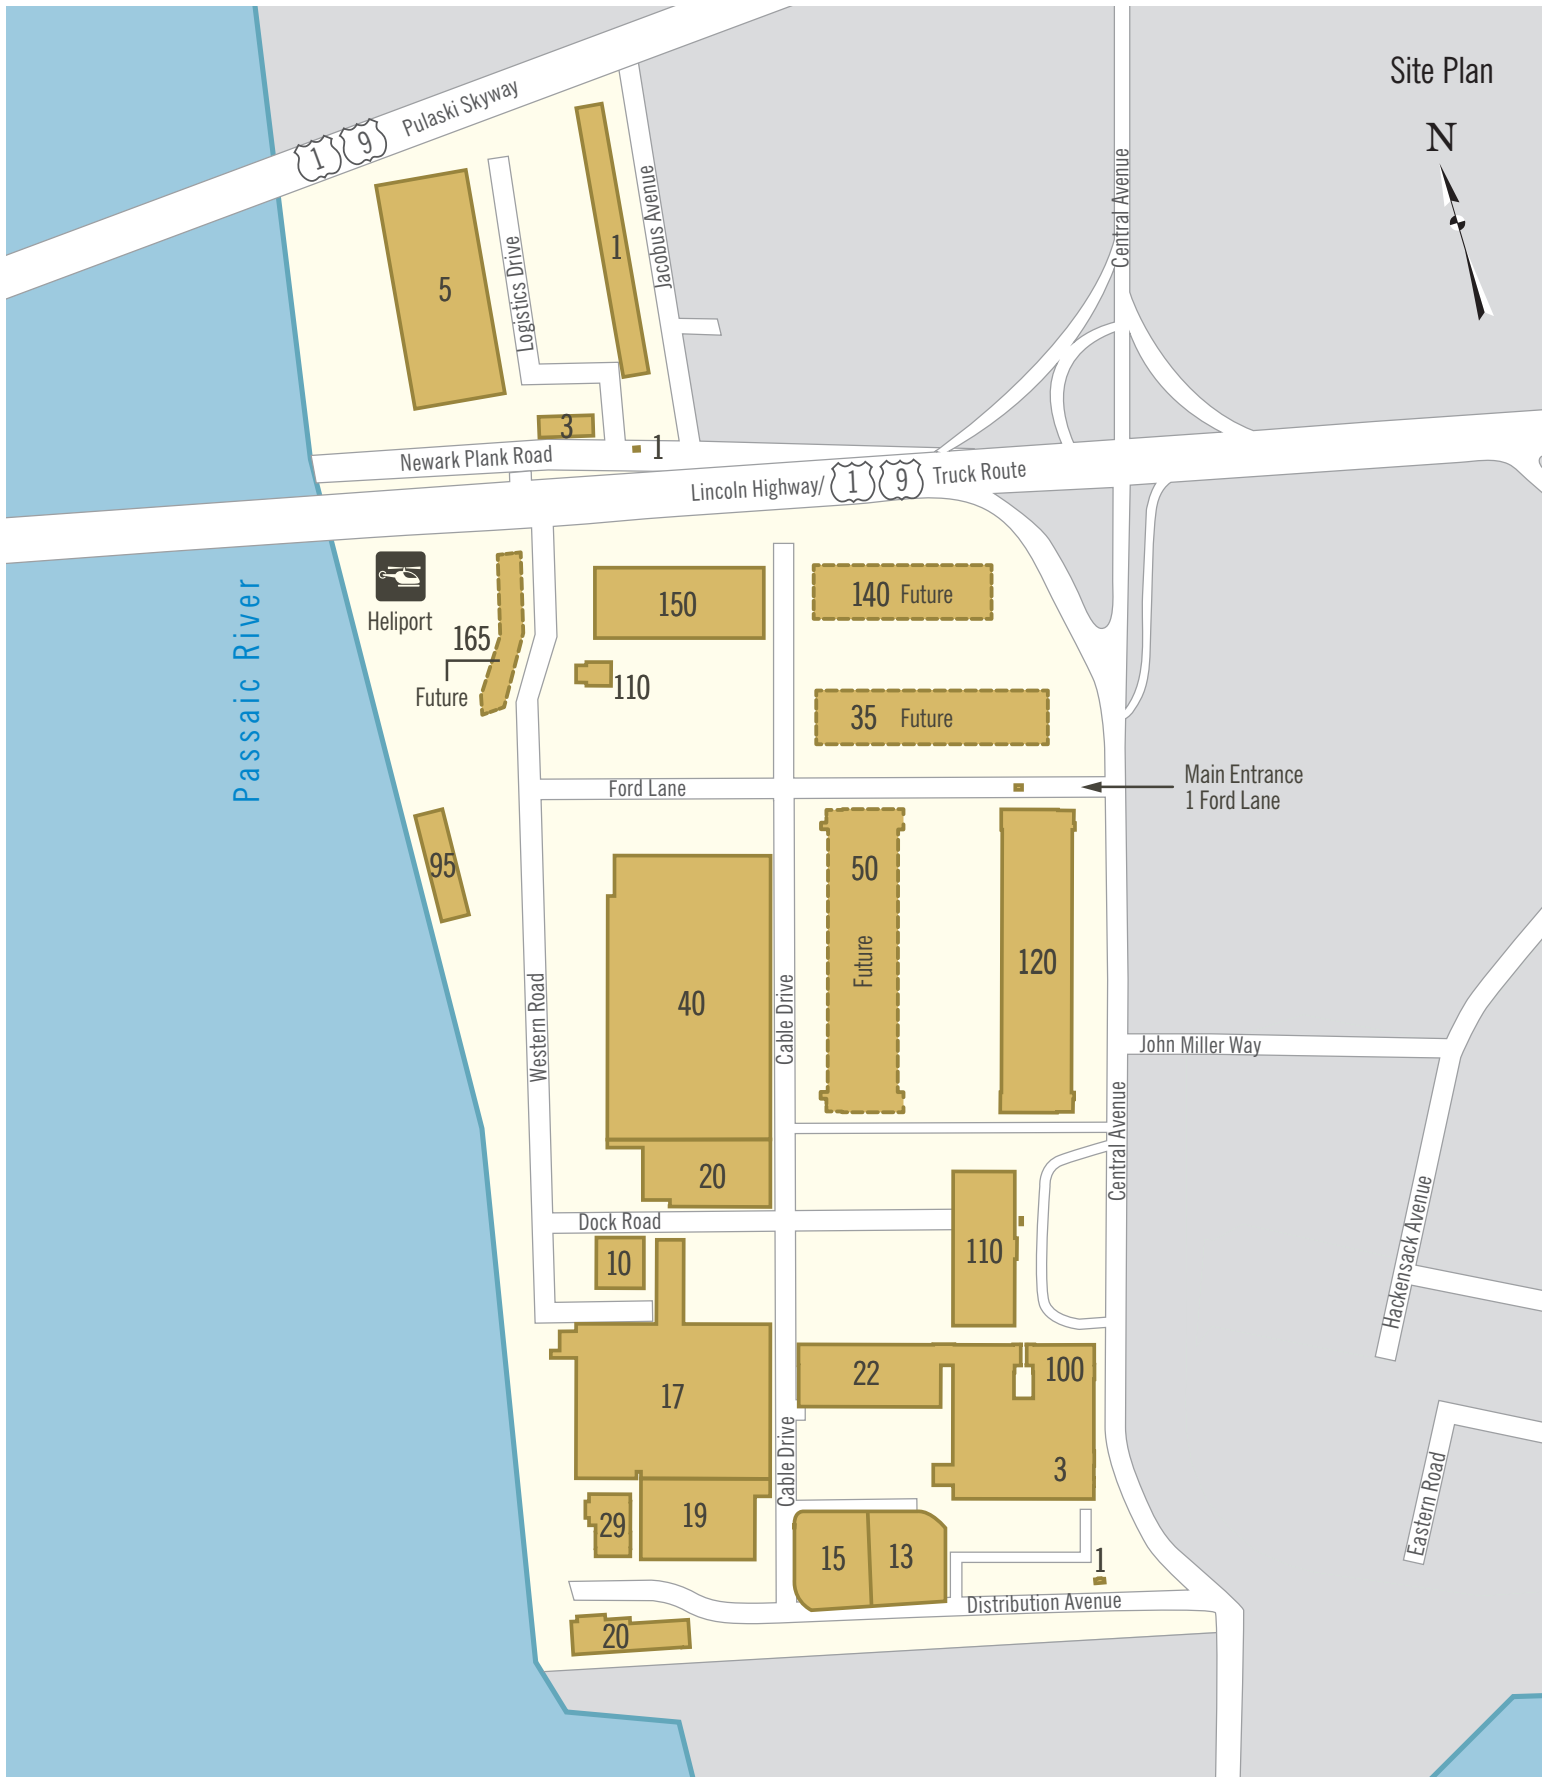 Site Plan
N
1 9 Pulaski Skyway
Jacobus Avenue
Central Avenue
Logistics Drive
1
5
3
1
Newark Plank Road
Lincoln Highway/ 1 9 Truck Route
Heliport
165
Future
150
110
140 Future
35 Future
Passaic River
Ford Lane
Main Entrance
1 Ford Lane
95
50
Future
120
40
Western Road
Cable Drive
John Miller Way
Central Avenue
20
Dock Road
10
110
Hackensack Avenue
17
22
100
3
Cable Drive
Eastern Road
29
19
15
13
1
Distribution Avenue
20